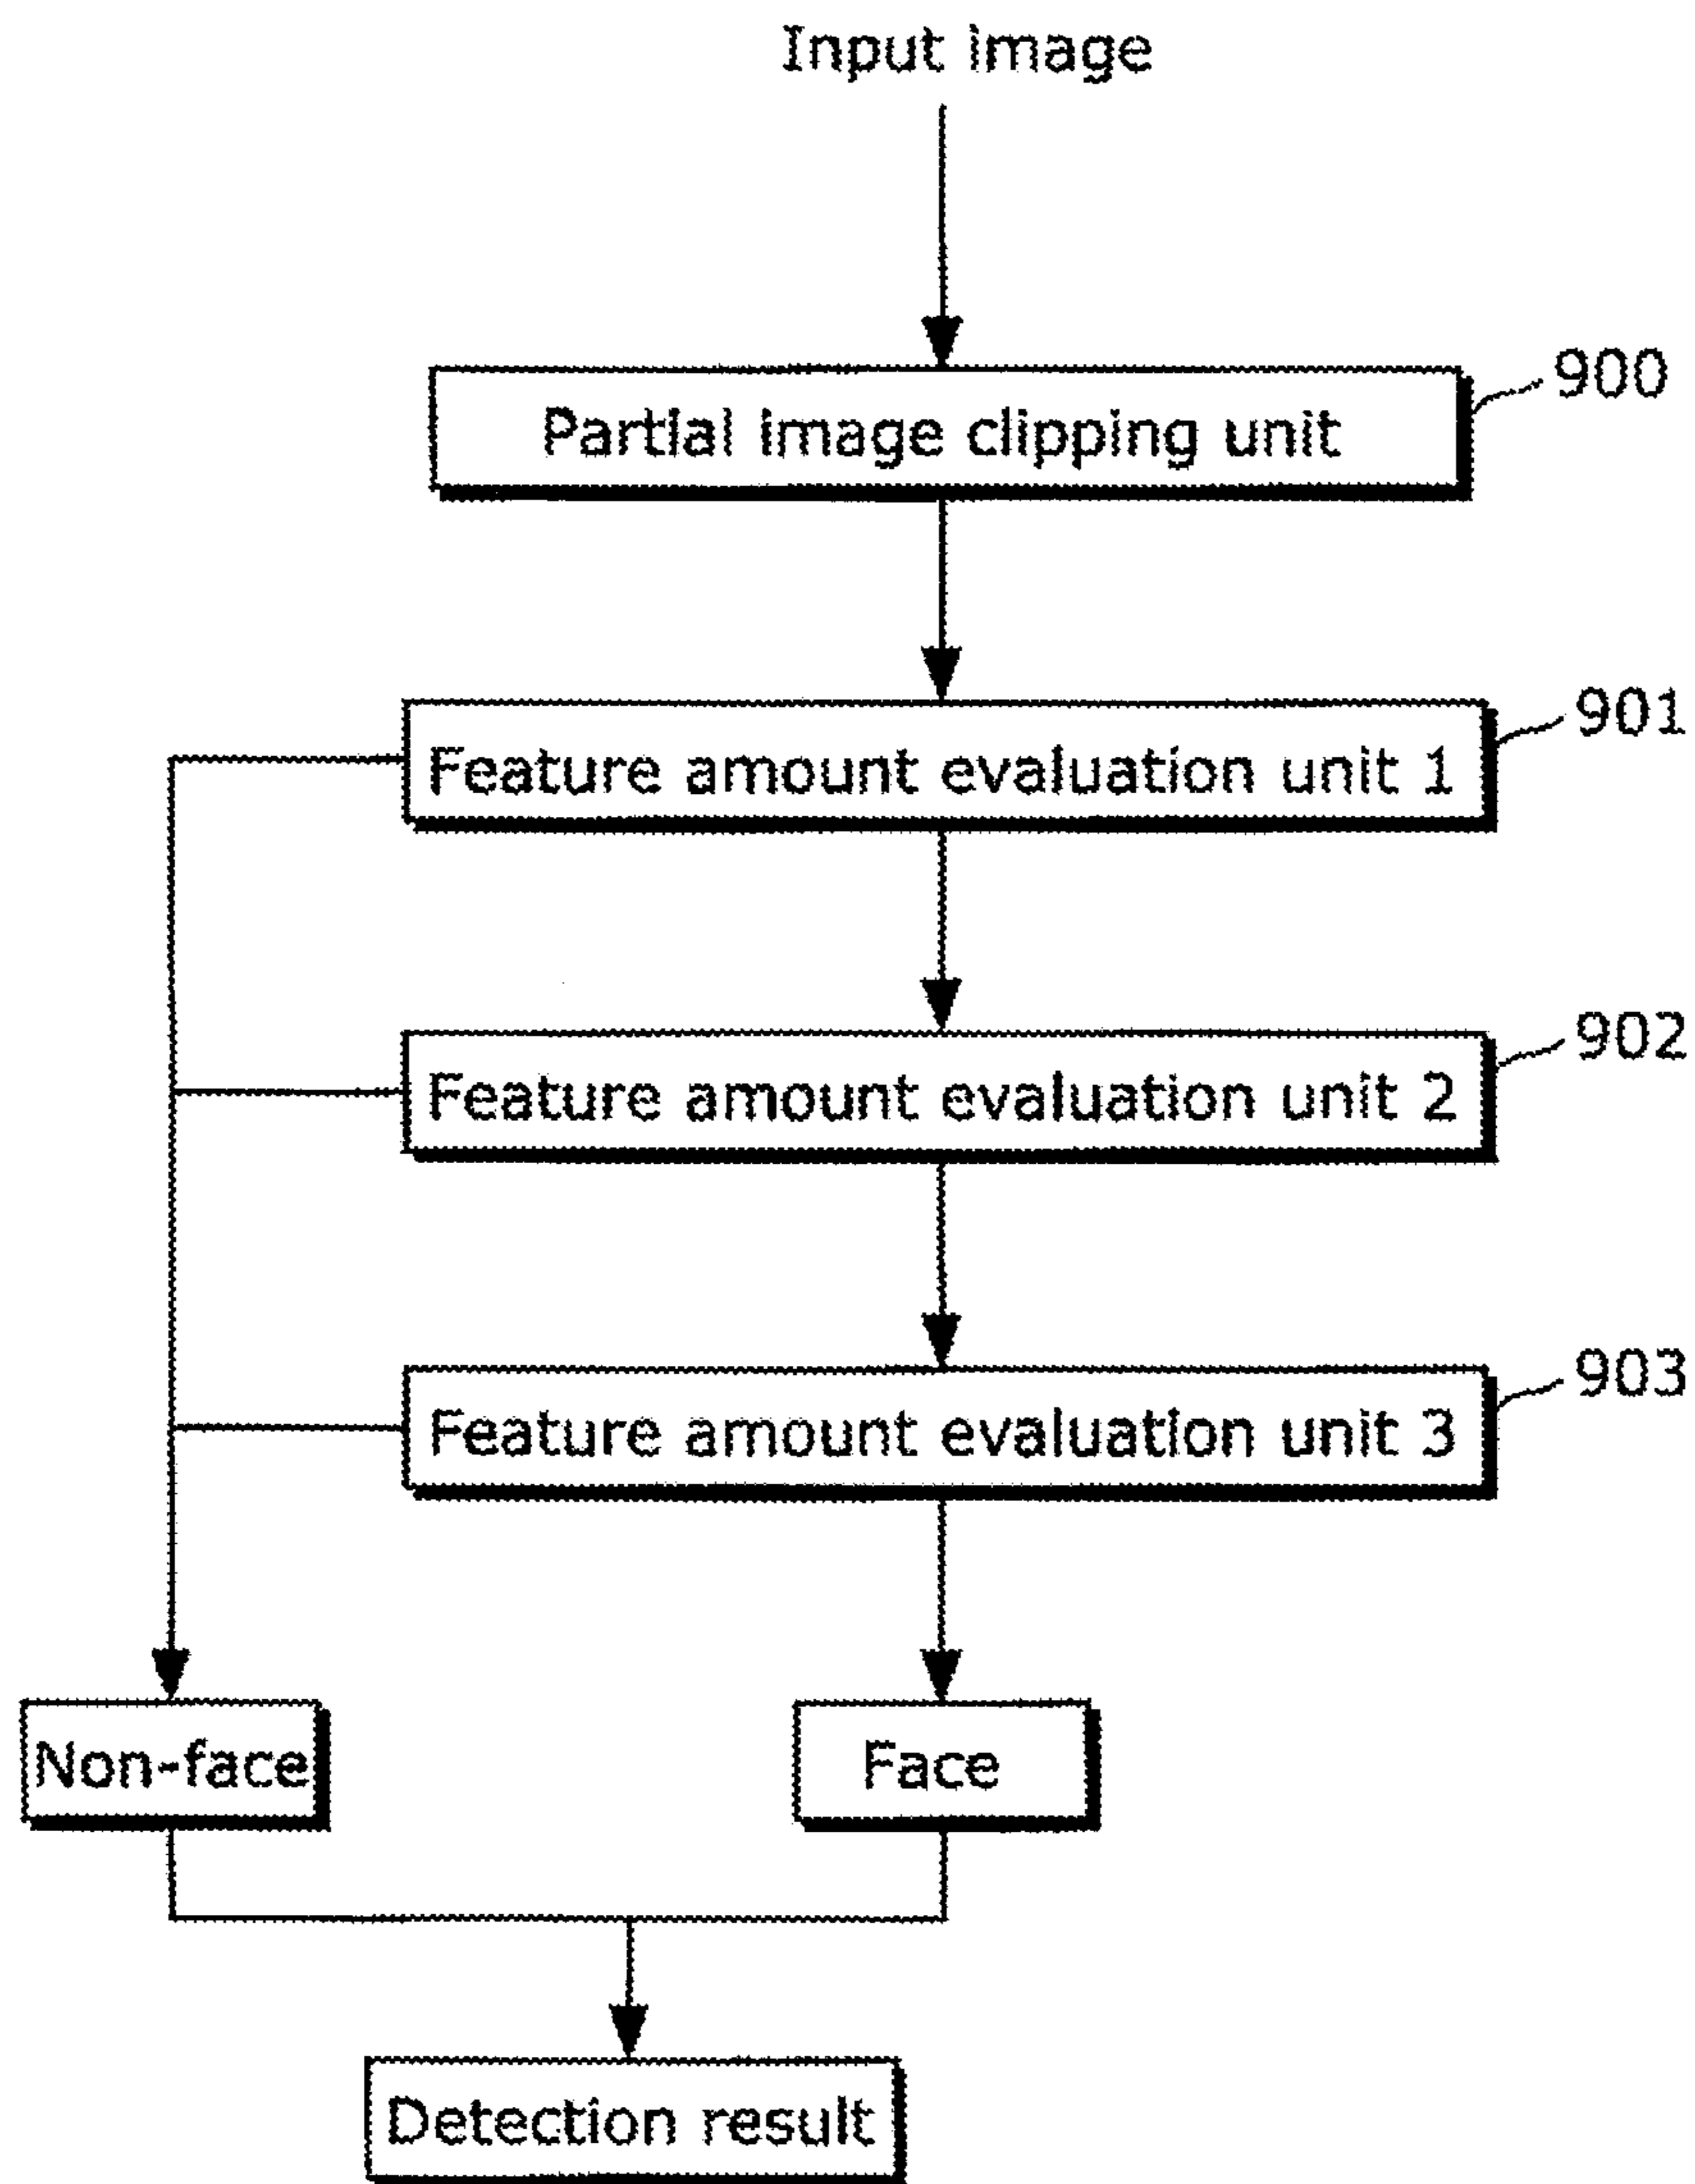 Input image
900
Partial image clipping unit
901
Feature amount evaluation unit 1
902
Feature amount evaluation unit 2
903
Feature amount evaluation unit 3
Non-face
Face
Detection result